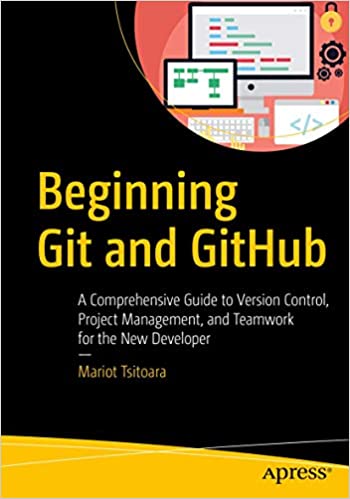 </>
Beginning
Git and GitHub
A Comprehensive Guide to Version Control,
Project Management, and Teamwork
for the New Developer
—
Mariot Tsitoara
Apress®